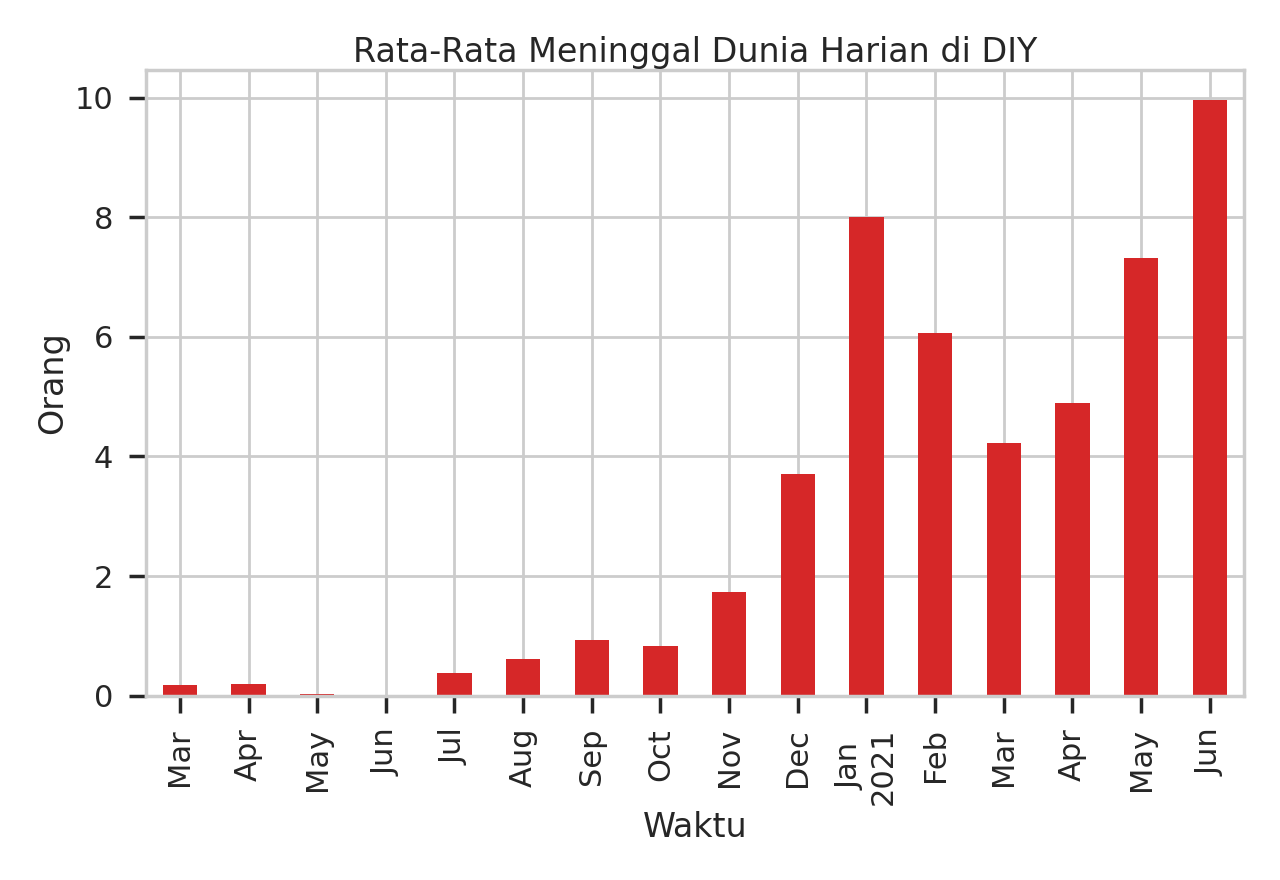 Rata-Rata Meninggal Dunia Harian di DIY
10
8
6
4
2
0
Orang
Mar
Apr
May
Jun
Jul
Aug
Sep
Oct
Nov
Dec
Jan
2021
Feb
Mar
Apr
May
Jun
Waktu